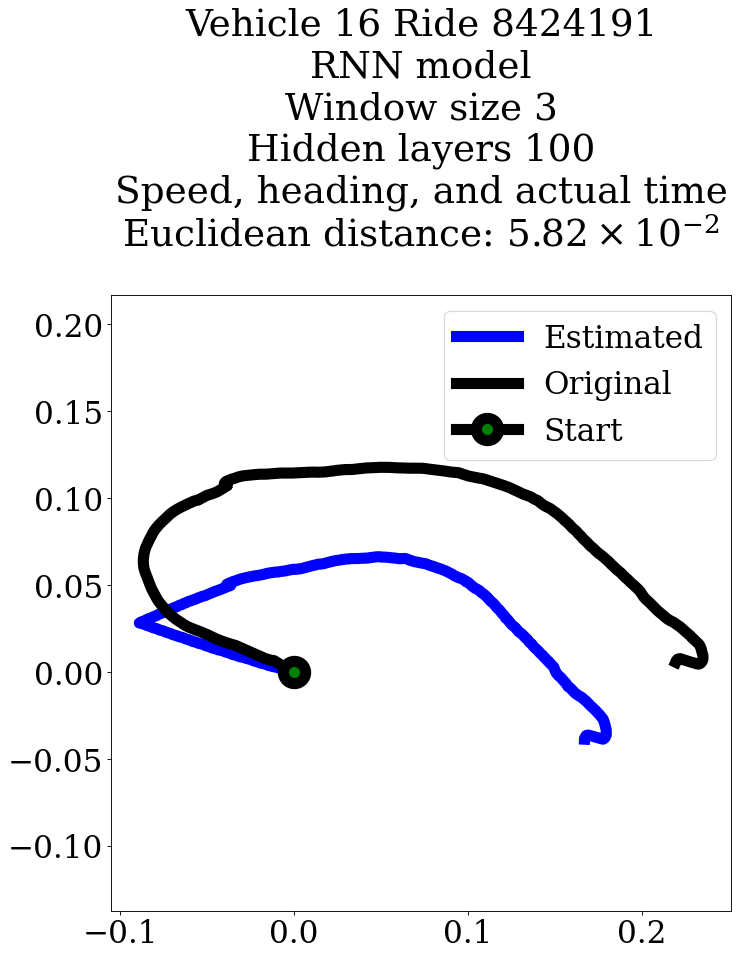 Vehicle 16 Ride 8424191
RNN model
Window size 3
Hidden layers 100
Speed, heading, and actual time
Euclidean distance: 5.82 × 10⁻²
Estimated
Original
Start
0.20
0.15
0.10
0.05
0.00
−0.05
−0.10
−0.1 0.0 0.1 0.2